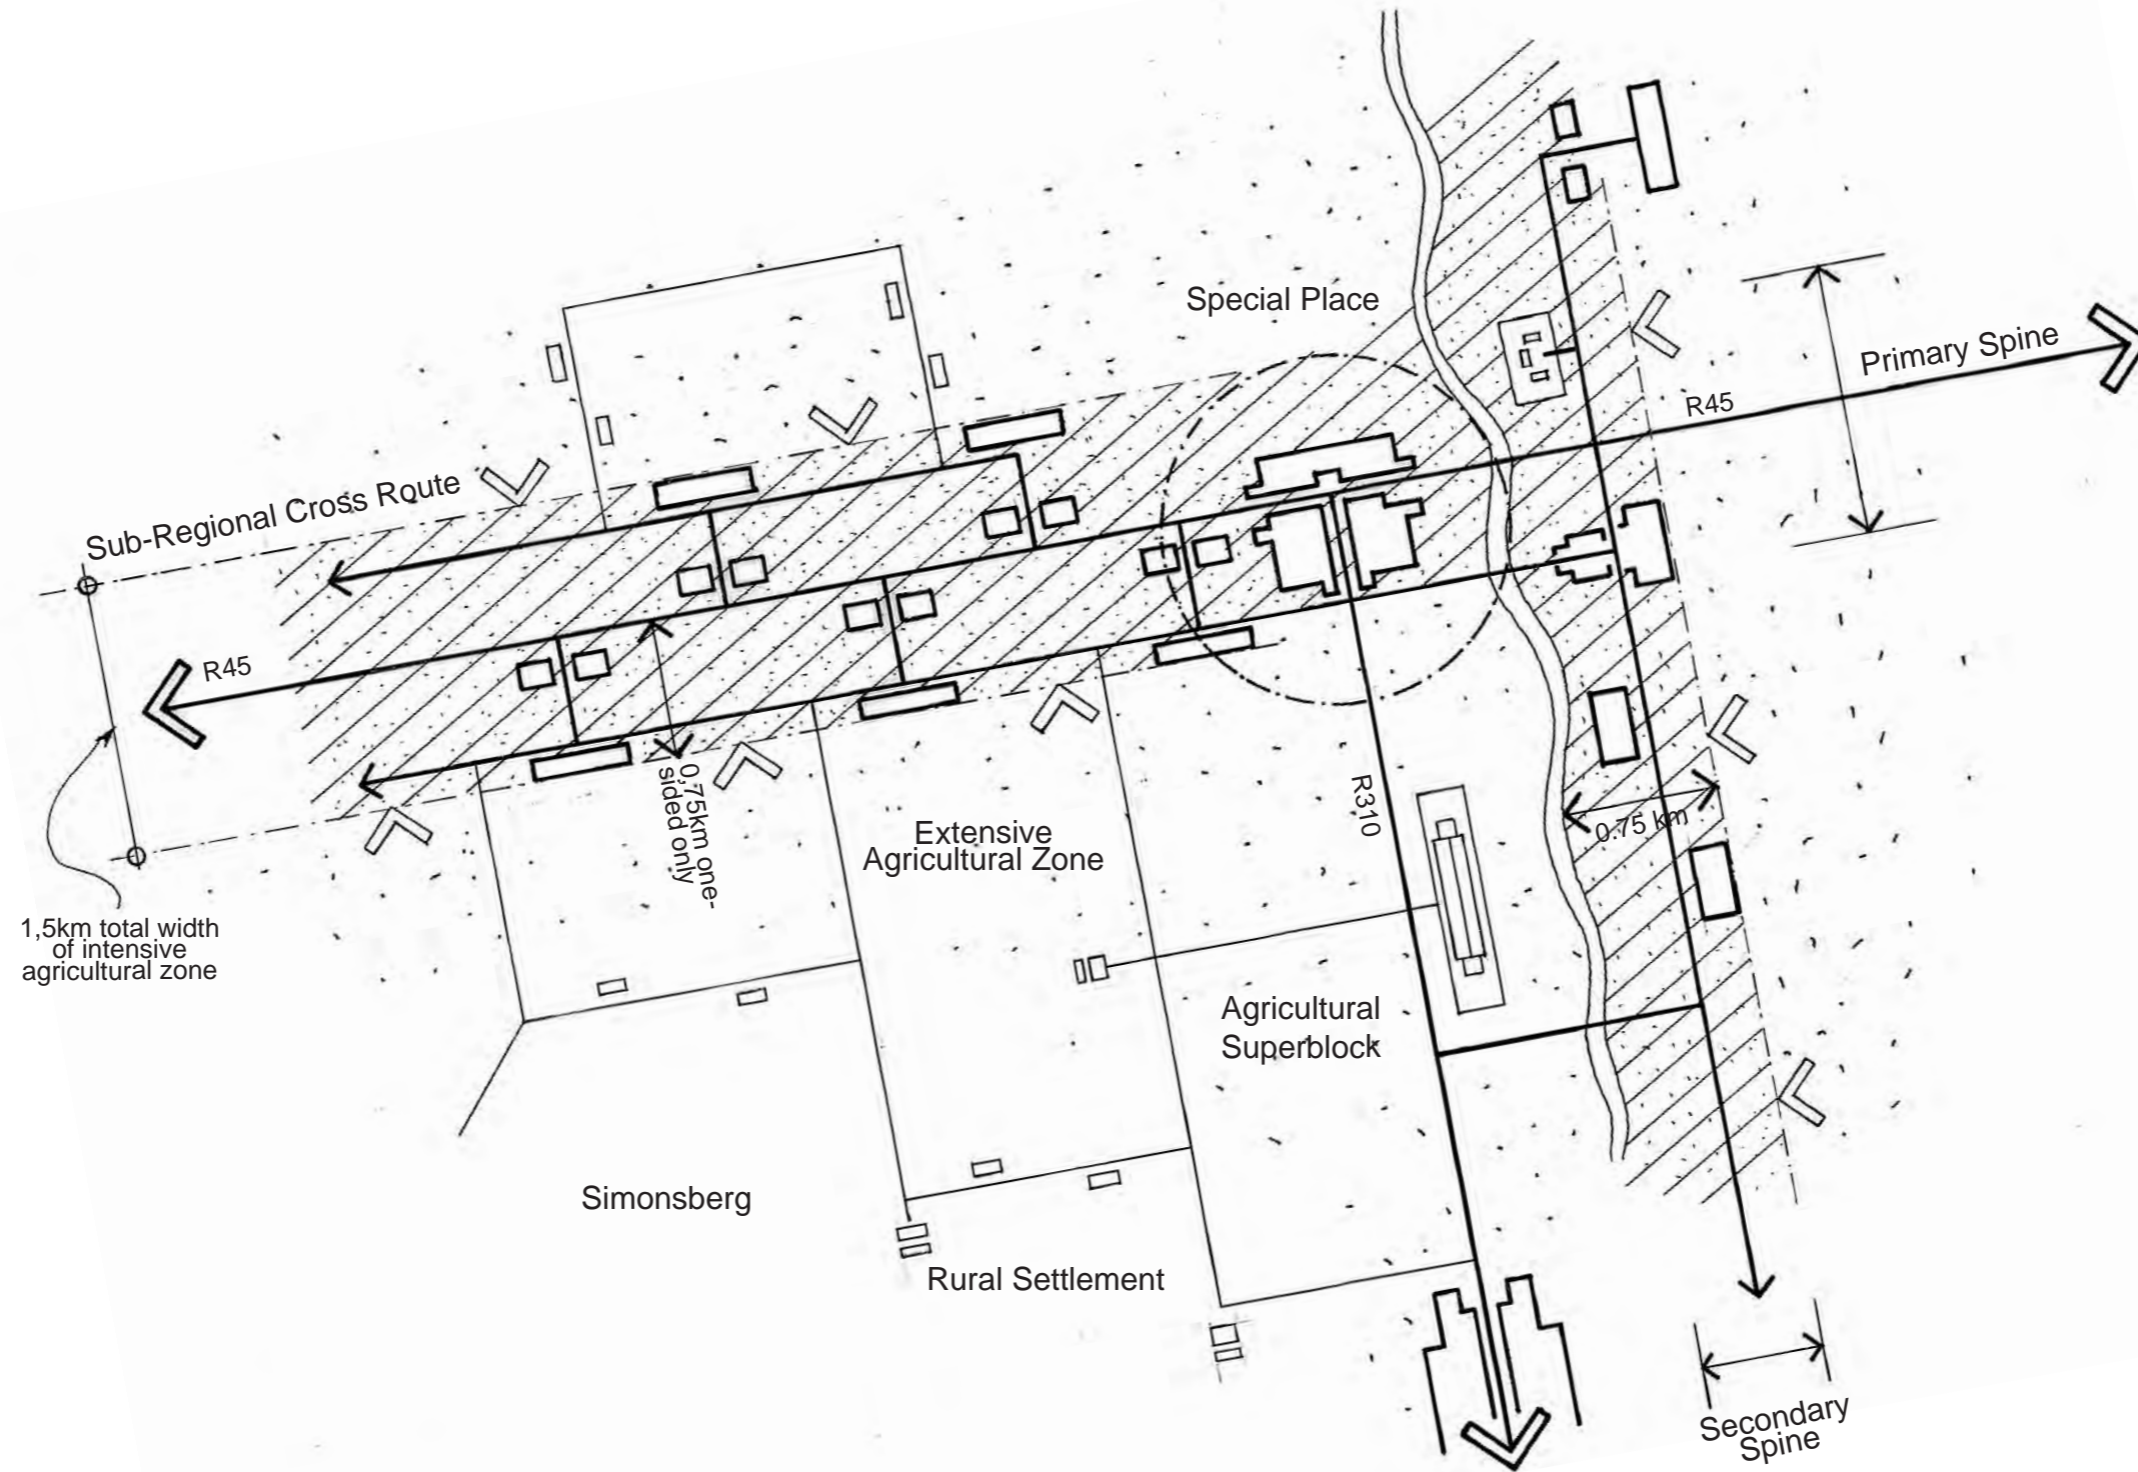 Special Place
Primary Spine
R45
Sub-Regional Cross Route
R45
0,75km one-
sided only
R310
0.75 km
Extensive
Agricultural Zone
1,5km total width
of intensive
agricultural zone
Agricultural
Superblock
Simonsberg
Rural Settlement
Secondary
Spine